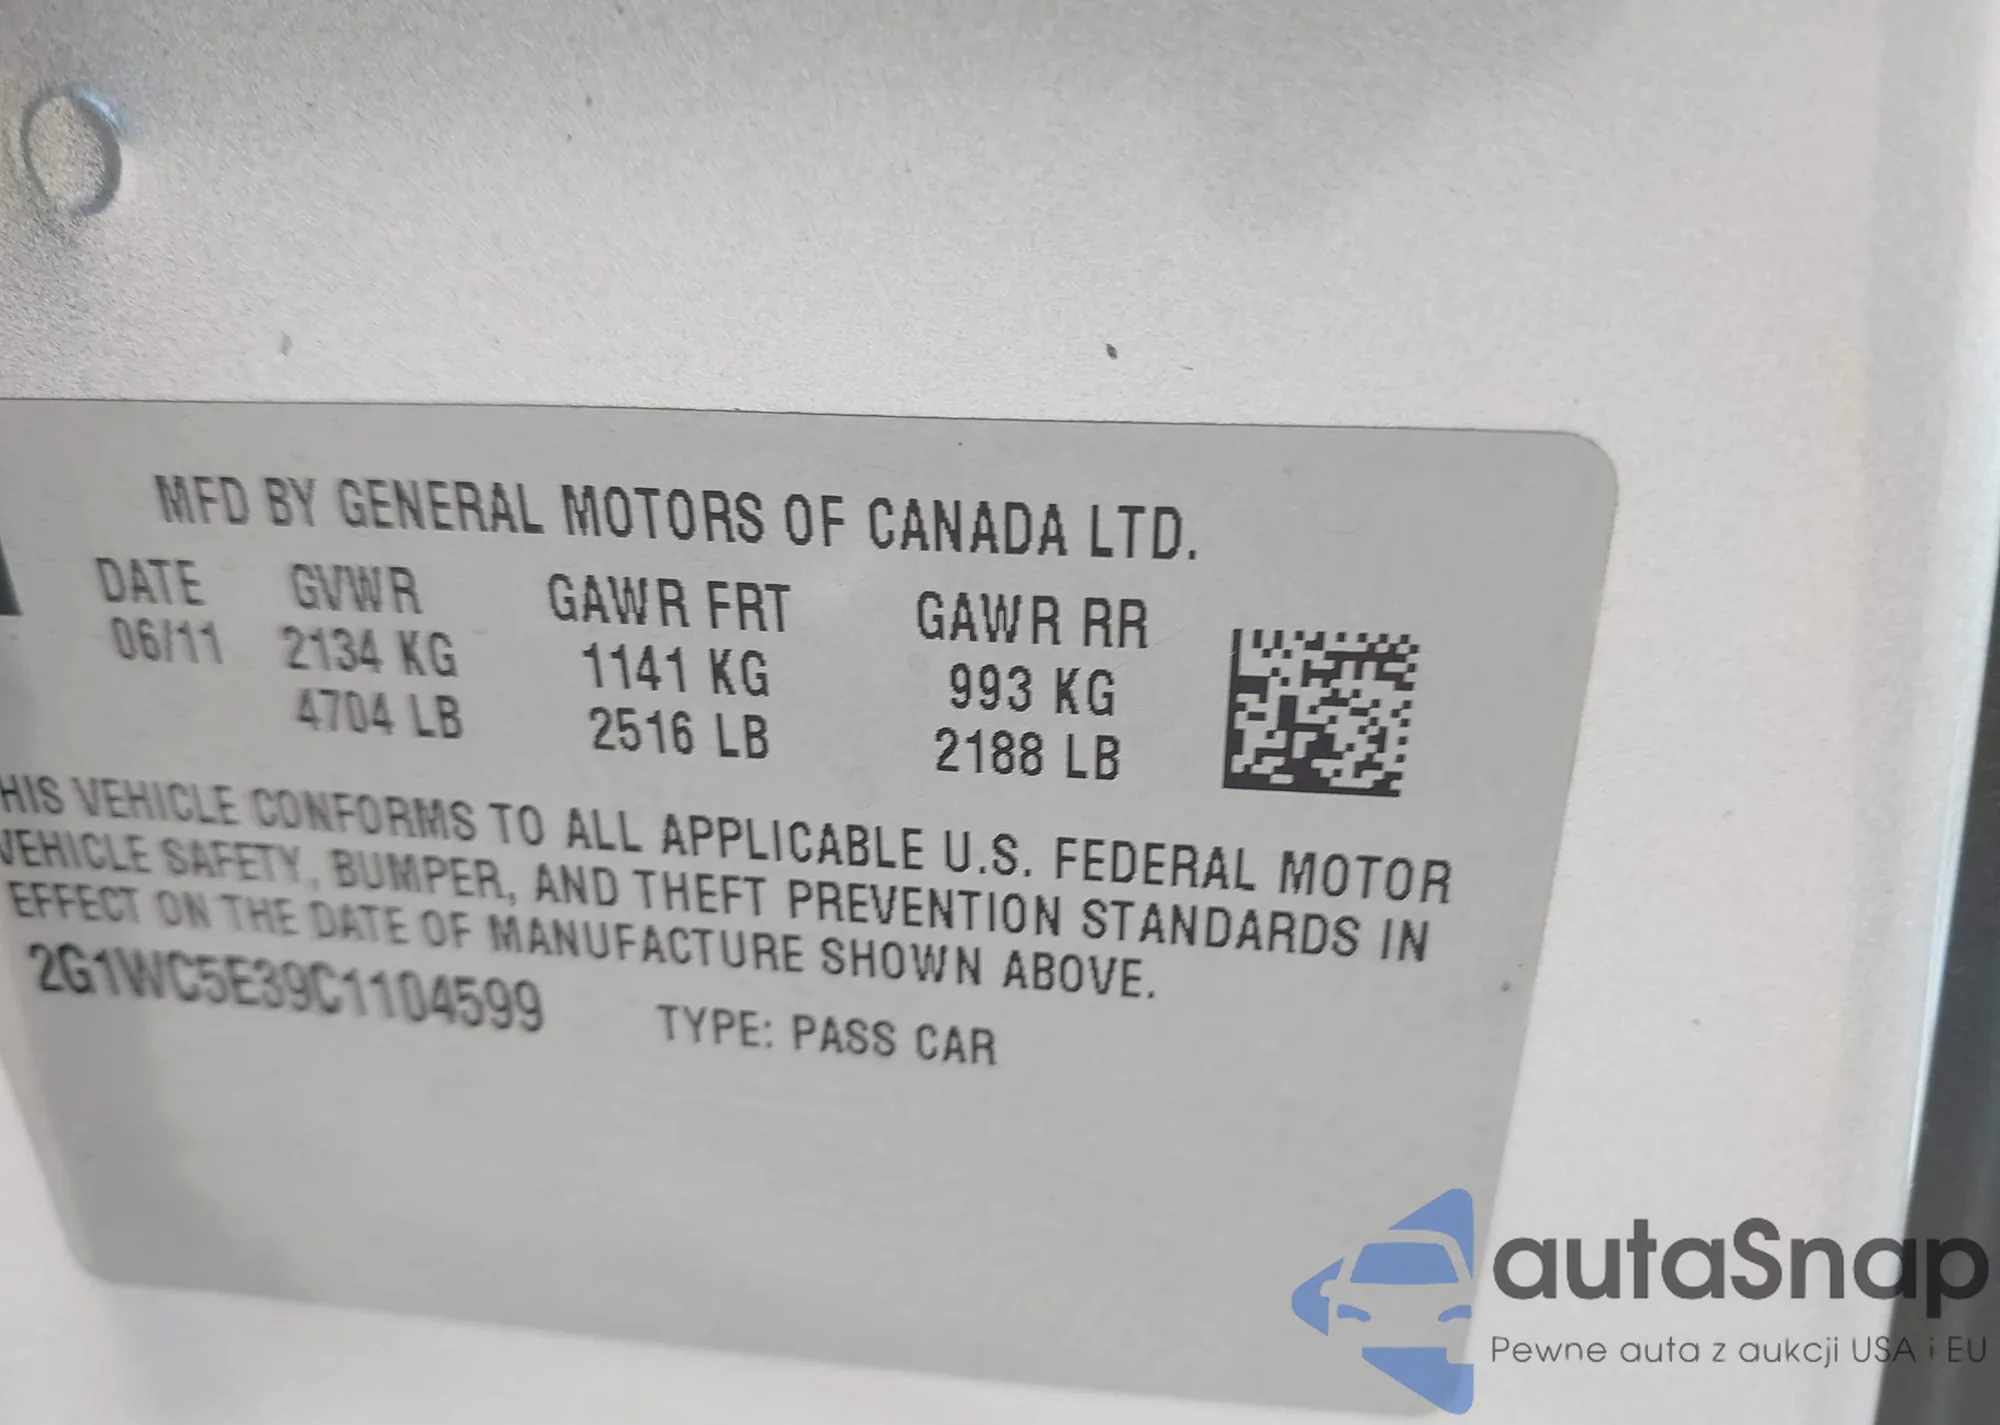 MFD BY GENERAL MOTORS OF CANADA LTD.
DATE GVWR GAWR FRT GAWR RR
06/11 2134 KG 1141 KG 993 KG
4704 LB 2516 LB 2188 LB
HIS VEHICLE CONFORMS TO ALL APPLICABLE U.S. FEDERAL MOTOR
VEHICLE SAFETY, BUMPER, AND THEFT PREVENTION STANDARDS IN
EFFECT ON THE DATE OF MANUFACTURE SHOWN ABOVE.
2G1WC5E39C1104599 TYPE: PASS CAR
autaSnap
Pewne auta z aukcji USA i EU